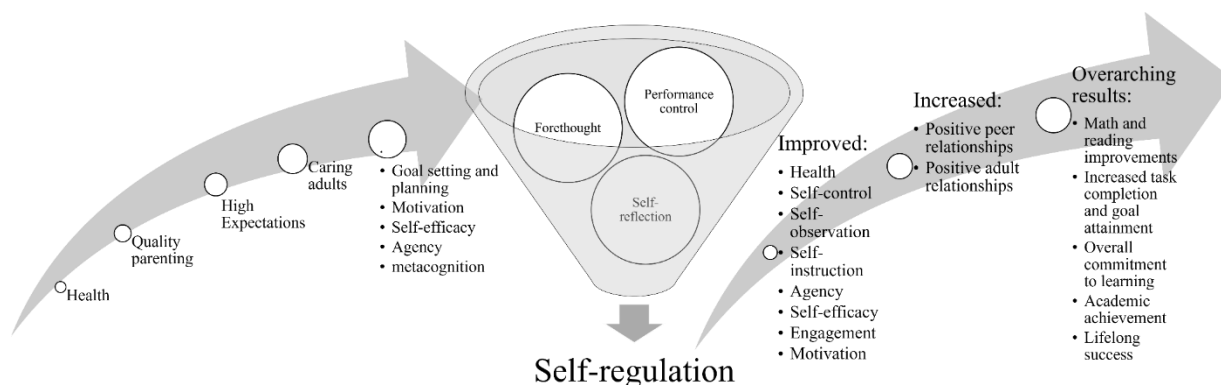 Health
Quality
parenting
High
Expectations
Caring
adults
.
• Goal setting and
planning
• Motivation
• Self-efficacy
• Agency
• metacognition
Forethought
Performance
control
Self-
reflection
Self-regulation
Improved:
• Health
• Self-control
• Self-
observation
• Self-
instruction
• Agency
• Self-efficacy
• Engagement
• Motivation
Increased:
• Positive peer
relationships
• Positive adult
relationships
Overarching
results:
• Math and
reading
improvements
• Increased task
completion
and goal
attainment
• Overall
commitment
to learning
• Academic
achievement
• Lifelong
success